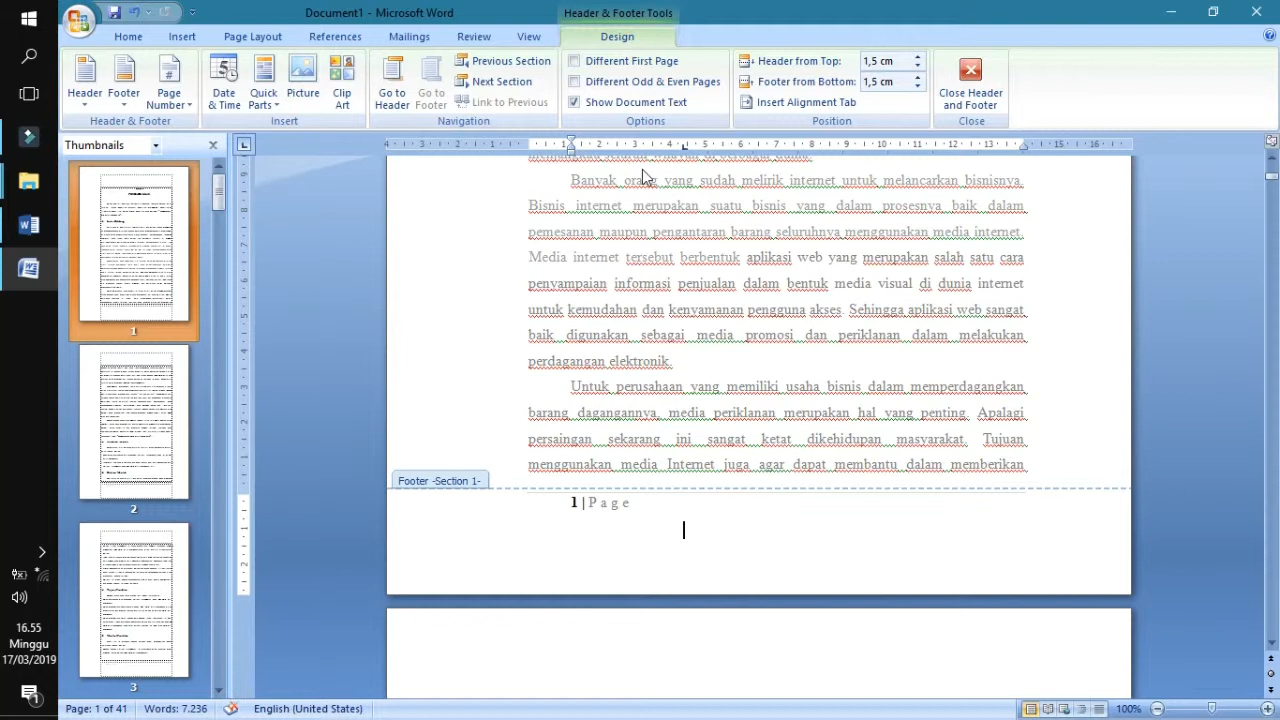 Document1 - Microsoft Word
Header & Footer Tools
Home Insert Page Layout References Mailings Review View Design
Header Footer Page Number
Header & Footer
Date & Time Quick Parts Picture Clip Art
Insert
Go to Header Go to Footer
Previous Section
Next Section
Link to Previous
Navigation
Different First Page
Different Odd & Even Pages
Show Document Text
Options
Header from Top: 1,5 cm
Footer from Bottom: 1,5 cm
Insert Alignment Tab
Position
Close Header and Footer
Close
Thumbnails
1
2
3
Banyak orang yang sudah melirik internet untuk melancarkan bisnisnya.
Bisnis internet merupakan suatu bisnis yang dalam prosesnya baik dalam
maupun pengantaran barang menggunakan media internet.
Media internet tersebut berbentuk aplikasi web yang merupakan salah satu cara
penyampaian informasi penjualan dalam bentuk media visual di dunia internet
untuk kemudahan dan kenyamanan pengguna akses. Sehingga aplikasi web sangat
baik digunakan sebagai media promosi dan periklanan dalam melakukan
perdagangan elektronik.
Untuk perusahaan yang memiliki usaha bisnis dalam memperdagangkan
media periklanan yang penting
sekarang ini sangat ketat masyarakat.
menggunakan media Internet juga agar dapat membantu dalam memberikan
Footer -Section 1-
1 | P a g e
16.55
Minggu
17/03/2019
Page: 1 of 41 Words: 7.236 English (United States) 100%